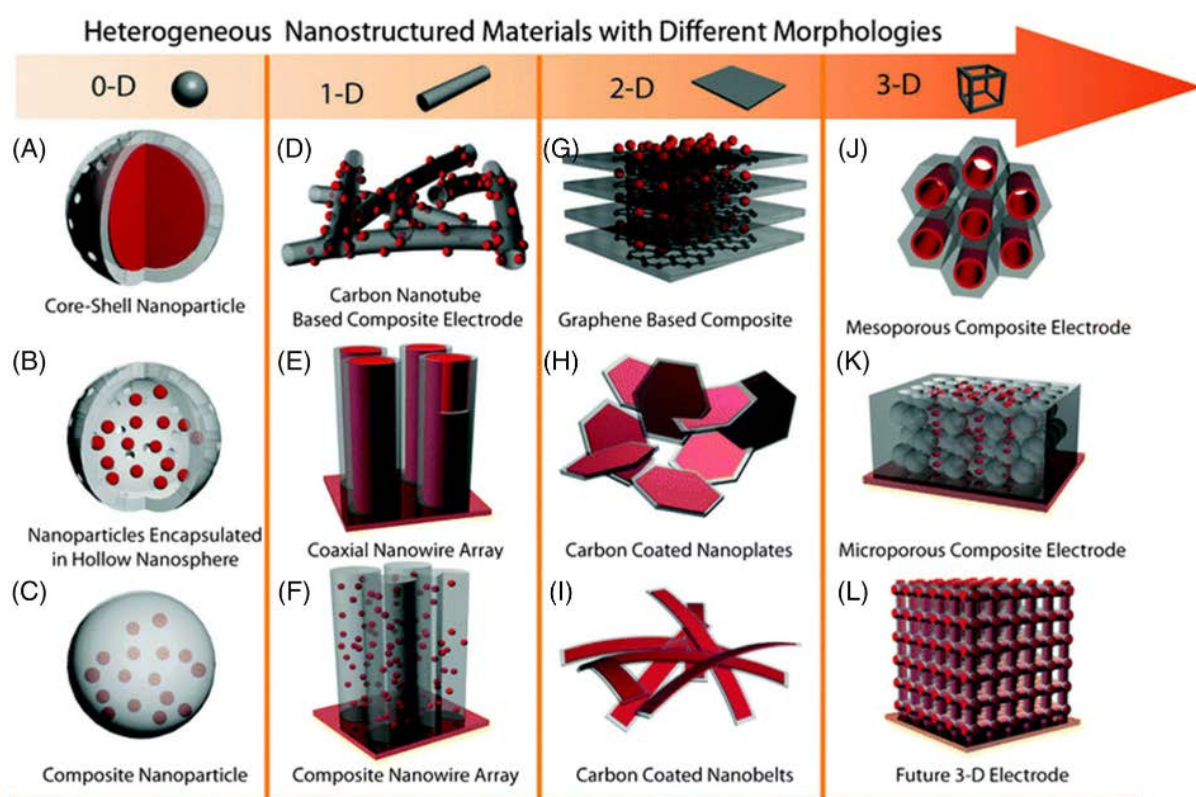 Heterogeneous Nanostructured Materials with Different Morphologies
0-D
1-D
2-D
3-D
(A)
Core-Shell Nanoparticle
(B)
Nanoparticles Encapsulated
in Hollow Nanosphere
(C)
Composite Nanoparticle
(D)
Carbon Nanotube
Based Composite Electrode
(E)
Coaxial Nanowire Array
(F)
Composite Nanowire Array
(G)
Graphene Based Composite
(H)
Carbon Coated Nanoplates
(I)
Carbon Coated Nanobelts
(J)
Mesoporous Composite Electrode
(K)
Microporous Composite Electrode
(L)
Future 3-D Electrode